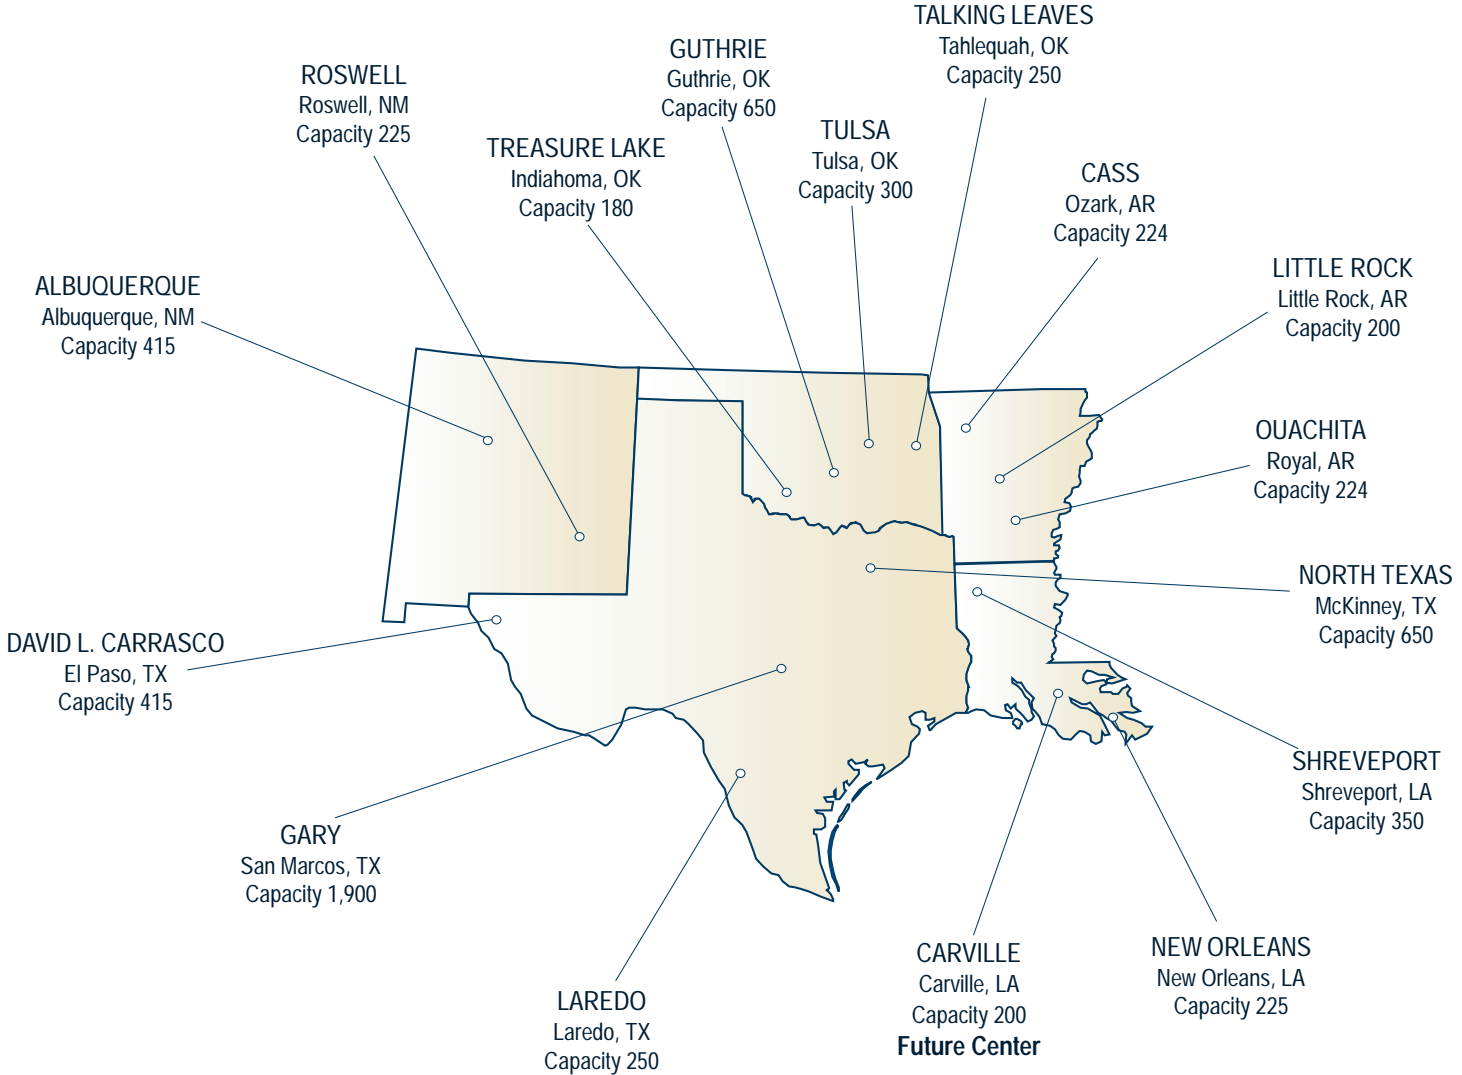 TALKING LEAVES
Tahlequah, OK
Capacity 250
GUTHRIE
Guthrie, OK
Capacity 650
ROSWELL
Roswell, NM
Capacity 225
TULSA
Tulsa, OK
Capacity 300
TREASURE LAKE
Indiahoma, OK
Capacity 180
CASS
Ozark, AR
Capacity 224
LITTLE ROCK
Little Rock, AR
Capacity 200
ALBUQUERQUE
Albuquerque, NM
Capacity 415
OUACHITA
Royal, AR
Capacity 224
NORTH TEXAS
McKinney, TX
Capacity 650
DAVID L. CARRASCO
El Paso, TX
Capacity 415
SHREVEPORT
Shreveport, LA
Capacity 350
GARY
San Marcos, TX
Capacity 1,900
NEW ORLEANS
New Orleans, LA
Capacity 225
CARVILLE
Carville, LA
Capacity 200
Future Center
LAREDO
Laredo, TX
Capacity 250